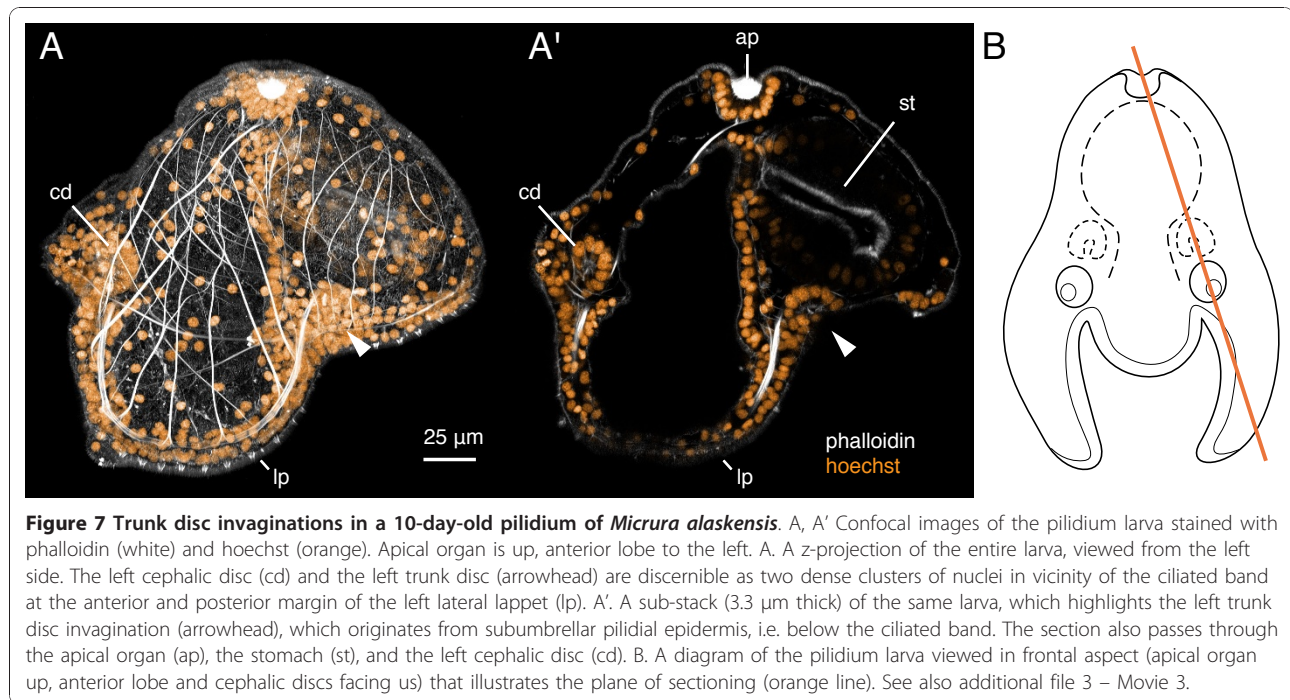 A
A'
B
ap
st
cd
cd
25 µm
phalloidin
hoechst
lp
lp
Figure 7 Trunk disc invaginations in a 10-day-old pilidium of Micrura alaskensis. A, A' Confocal images of the pilidium larva stained with
phalloidin (white) and hoechst (orange). Apical organ is up, anterior lobe to the left. A. A z-projection of the entire larva, viewed from the left
side. The left cephalic disc (cd) and the left trunk disc (arrowhead) are discernible as two dense clusters of nuclei in vicinity of the ciliated band
at the anterior and posterior margin of the left lateral lappet (lp). A'. A sub-stack (3.3 µm thick) of the same larva, which highlights the left trunk
disc invagination (arrowhead), which originates from subumbrellar pilidial epidermis, i.e. below the ciliated band. The section also passes through
the apical organ (ap), the stomach (st), and the left cephalic disc (cd). B. A diagram of the pilidium larva viewed in frontal aspect (apical organ
up, anterior lobe and cephalic discs facing us) that illustrates the plane of sectioning (orange line). See also additional file 3 – Movie 3.